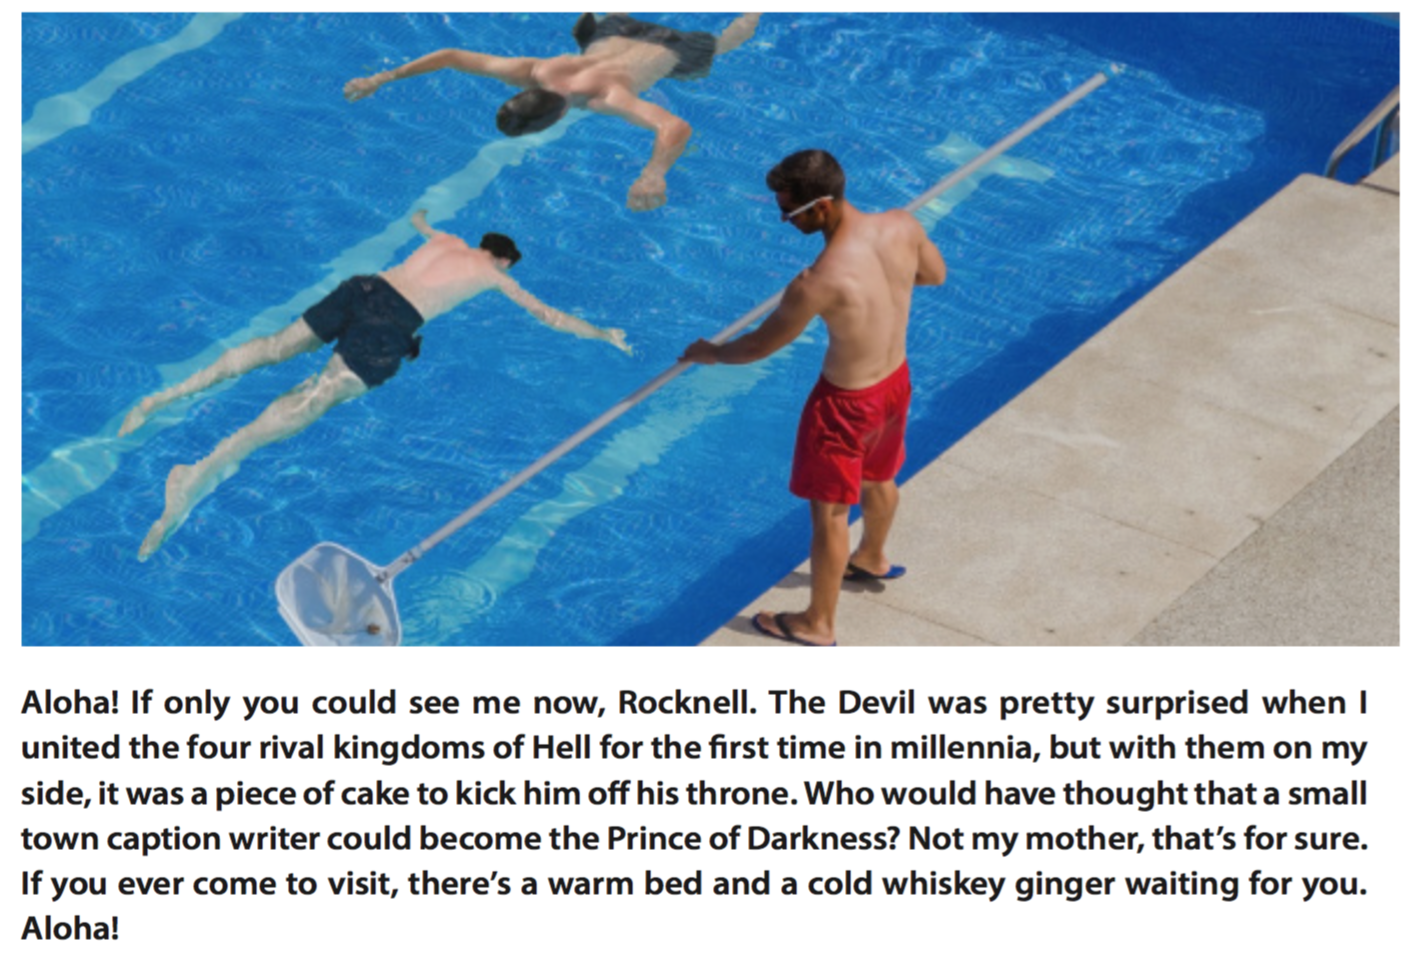 Aloha! If only you could see me now, Rocknell. The Devil was pretty surprised when I
united the four rival kingdoms of Hell for the first time in millennia, but with them on my
side, it was a piece of cake to kick him off his throne. Who would have thought that a small
town caption writer could become the Prince of Darkness? Not my mother, that’s for sure.
If you ever come to visit, there’s a warm bed and a cold whiskey ginger waiting for you.
Aloha!